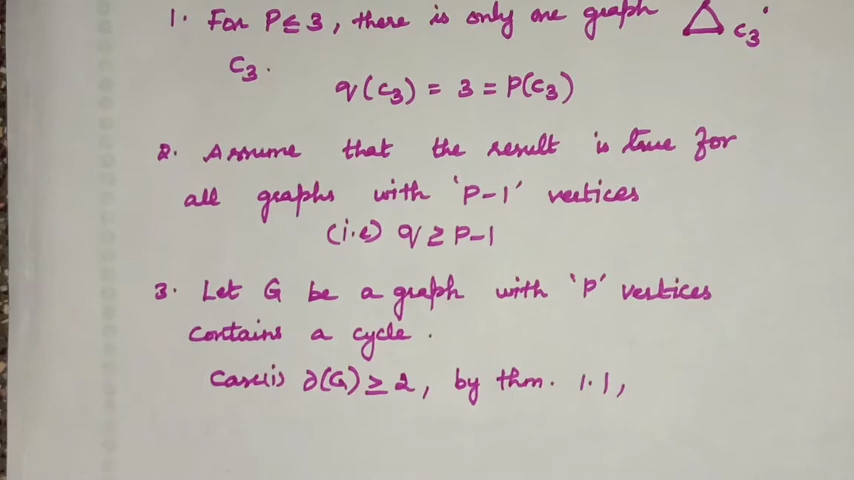 1. For P ≤ 3, there is only one graph △ C₃.
C₃.
q(C₃) = 3 = P(C₃)
2. Assume that the result is true for
all graphs with 'P-1' vertices
(i.e) q ≥ P-1
3. Let G be a graph with 'P' vertices
contains a cycle.
Case(i) ∂(G) ≥ 2, by thm. 1.1,